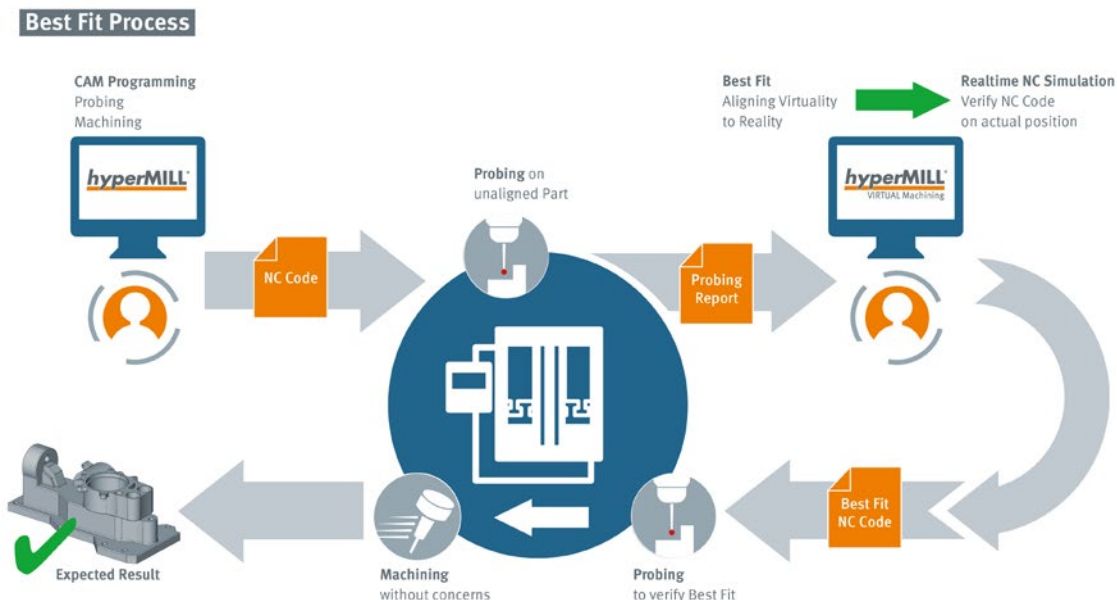 Best Fit Process
CAM Programming
Probing
Machining
hyperMILL®
NC Code
Probing on
unaligned Part
Probing
Report
Best Fit
Aligning Virtuality
to Reality
Realtime NC Simulation
Verify NC Code
on actual position
hyperMILL®
VIRTUAL Machining
Best Fit
NC Code
Probing
to verify Best Fit
Machining
without concerns
Expected Result